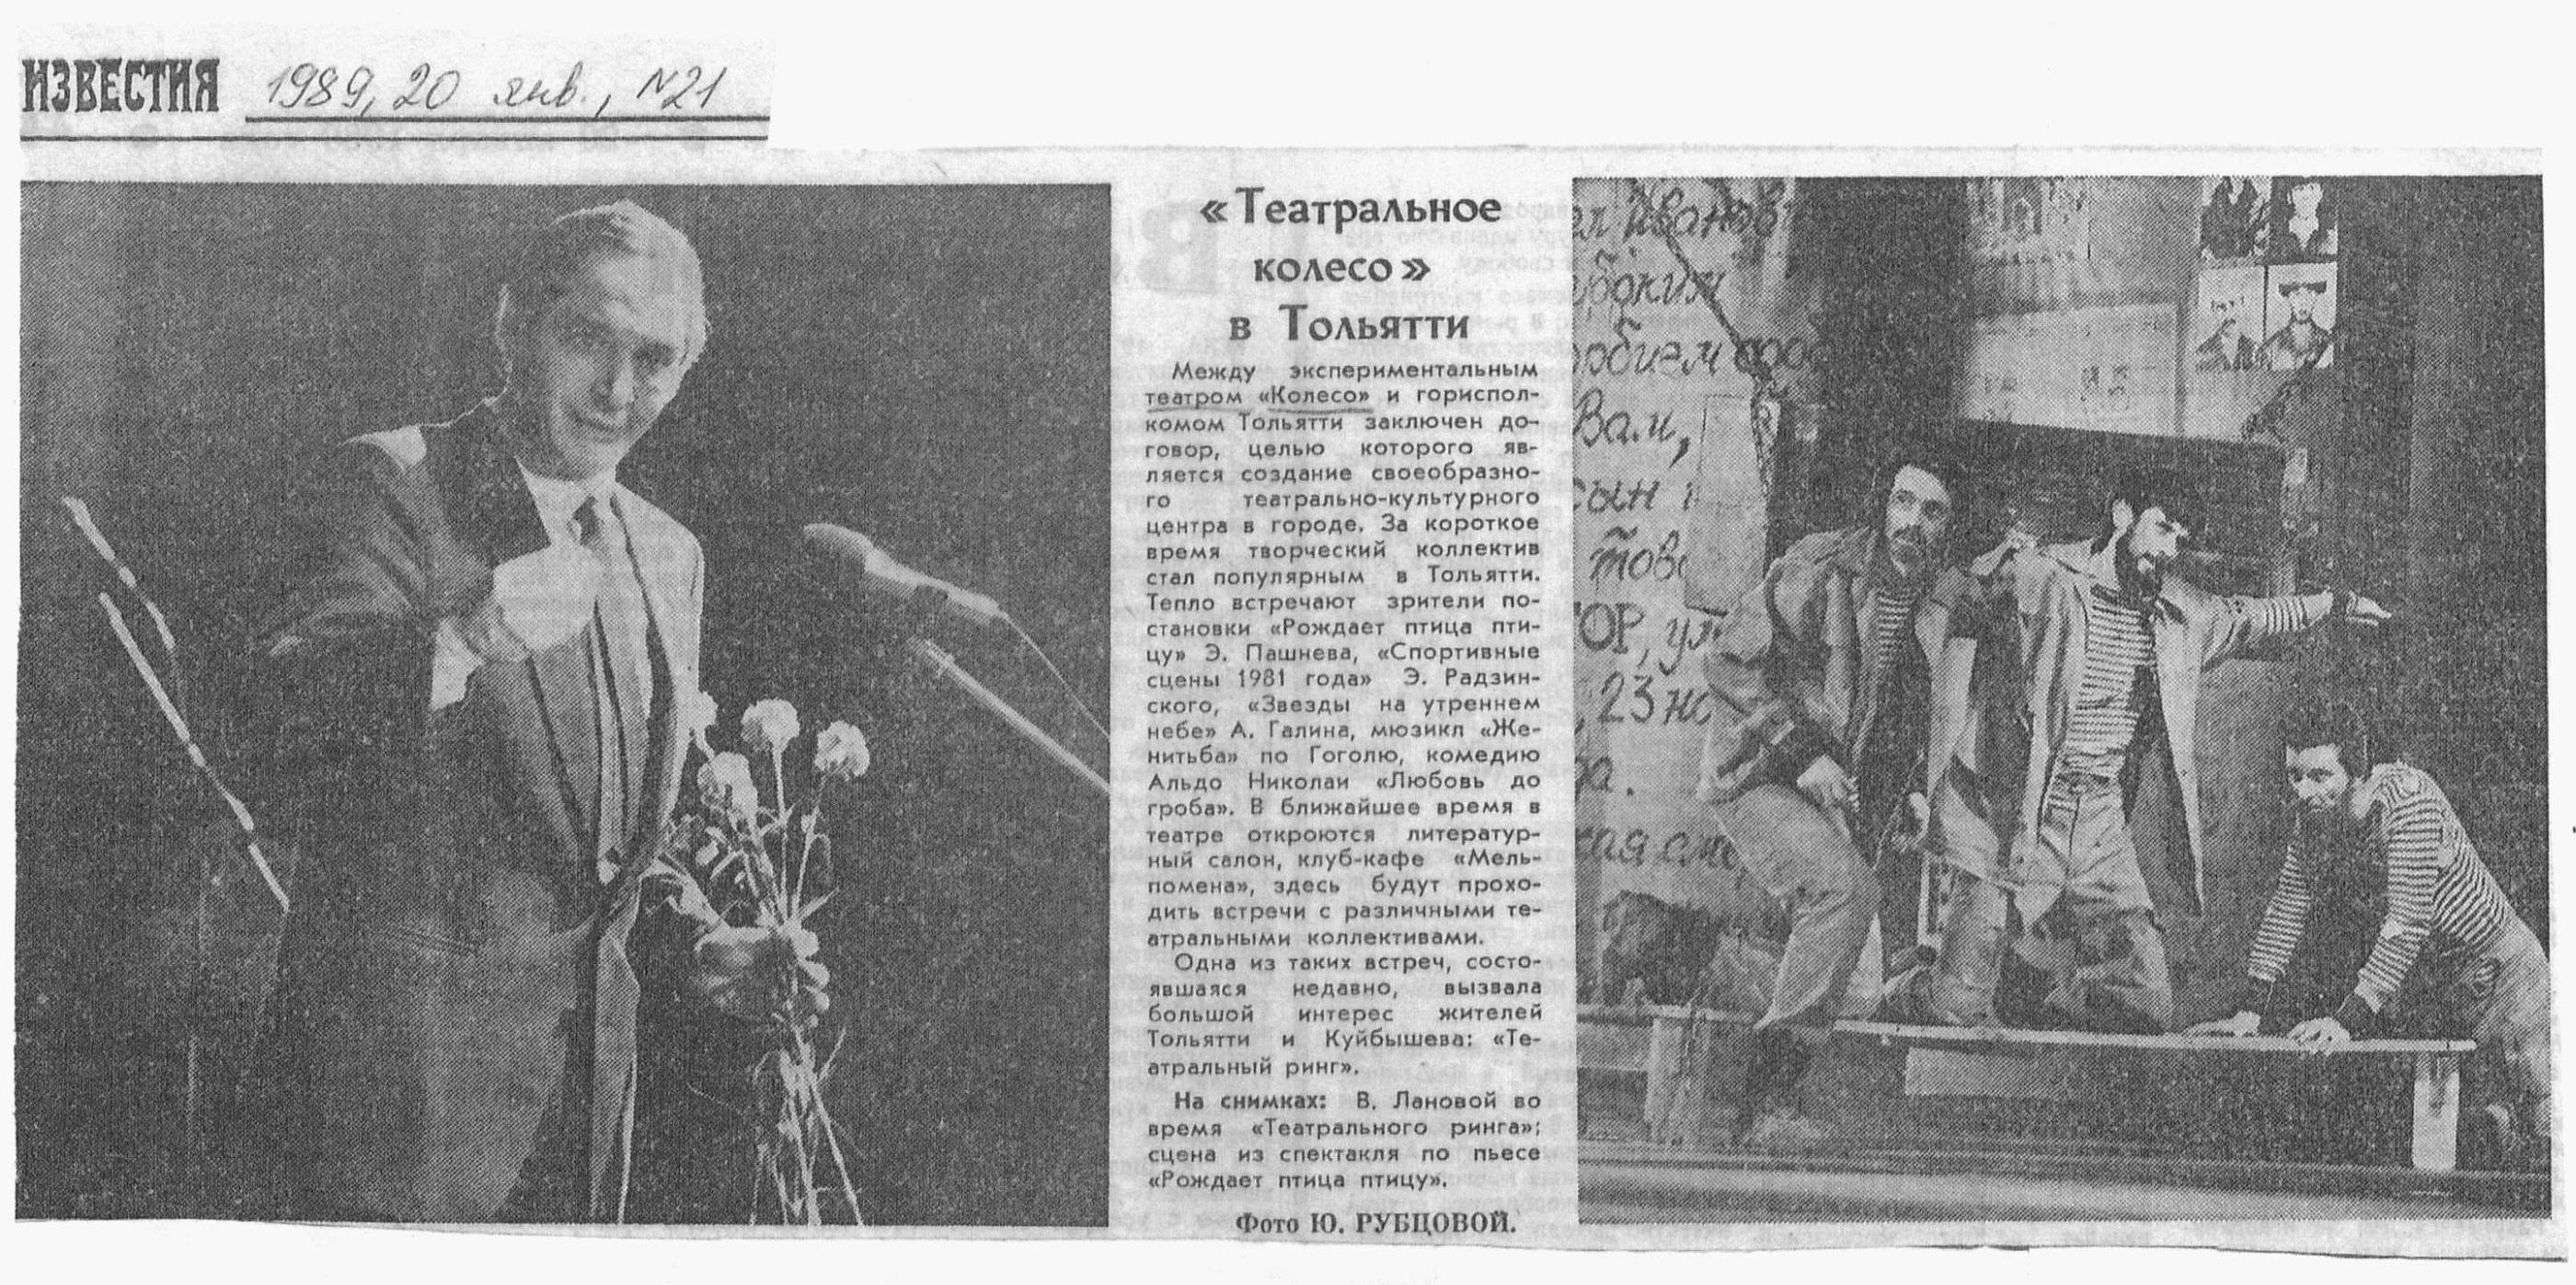 ИЗВЕСТИЯ 1989, 20 янв., №21
«Театральное
колесо»
в Тольятти
Между экспериментальным
театром «Колесо» и гориспол-
комом Тольятти заключен до-
говор, целью которого яв-
ляется создание своеобразно-
го театрально-культурного
центра в городе. За короткое
время творческий коллектив
стал популярным в Тольятти.
Тепло встречают зрители по-
становки «Рождает птица пти-
цу» Э. Пашнева, «Спортивные
сцены 1981 года» Э. Радзин-
ского, «Звезды на утреннем
небе» А. Галина, мюзикл «Же-
нитьба» по Гоголю, комедию
Альдо Николаи «Любовь до
гроба». В ближайшее время в
театре откроются литератур-
ный салон, клуб-кафе «Мель-
помена», здесь будут прохо-
дить встречи с различными те-
атральными коллективами.
Одна из таких встреч, состо-
явшаяся недавно, вызвала
большой интерес жителей
Тольятти и Куйбышева: «Те-
атральный ринг».
На снимках: В. Лановой во
время «Театрального ринга»;
сцена из спектакля по пьесе
«Рождает птица птицу».
Фото Ю. РУБЦОВОЙ.
Вам,
сын
23